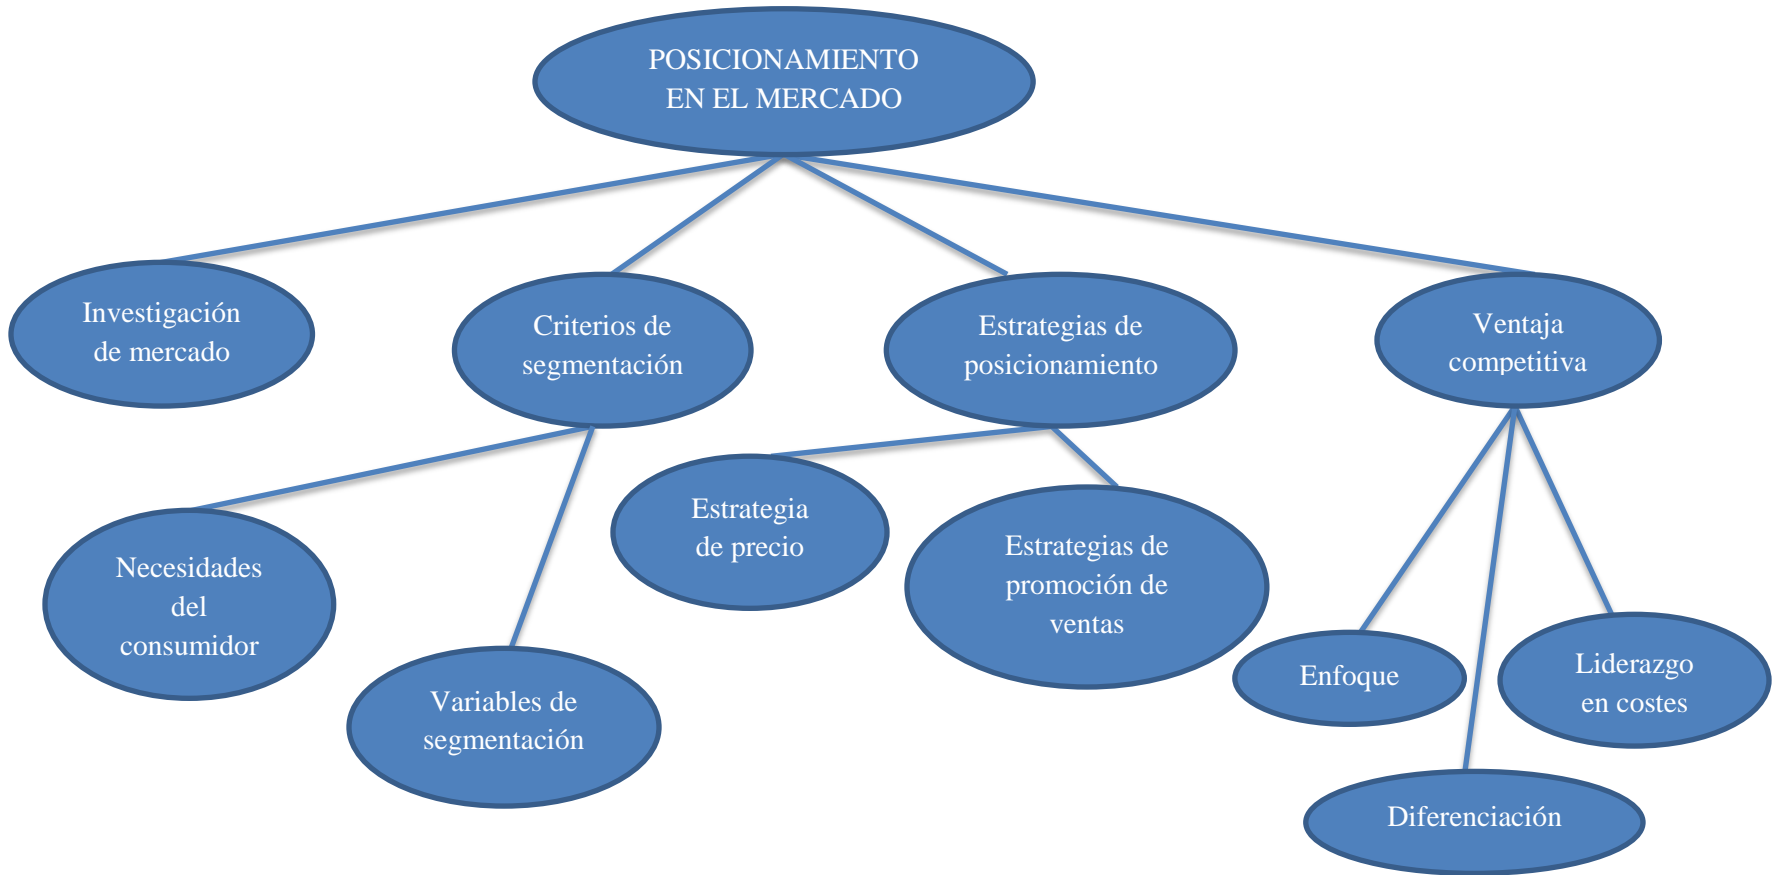 POSICIONAMIENTO
EN EL MERCADO
Investigación
de mercado
Criterios de
segmentación
Estrategias de
posicionamiento
Ventaja
competitiva
Necesidades
del
consumidor
Variables de
segmentación
Estrategia
de precio
Estrategias de
promoción de
ventas
Enfoque
Liderazgo
en costes
Diferenciación